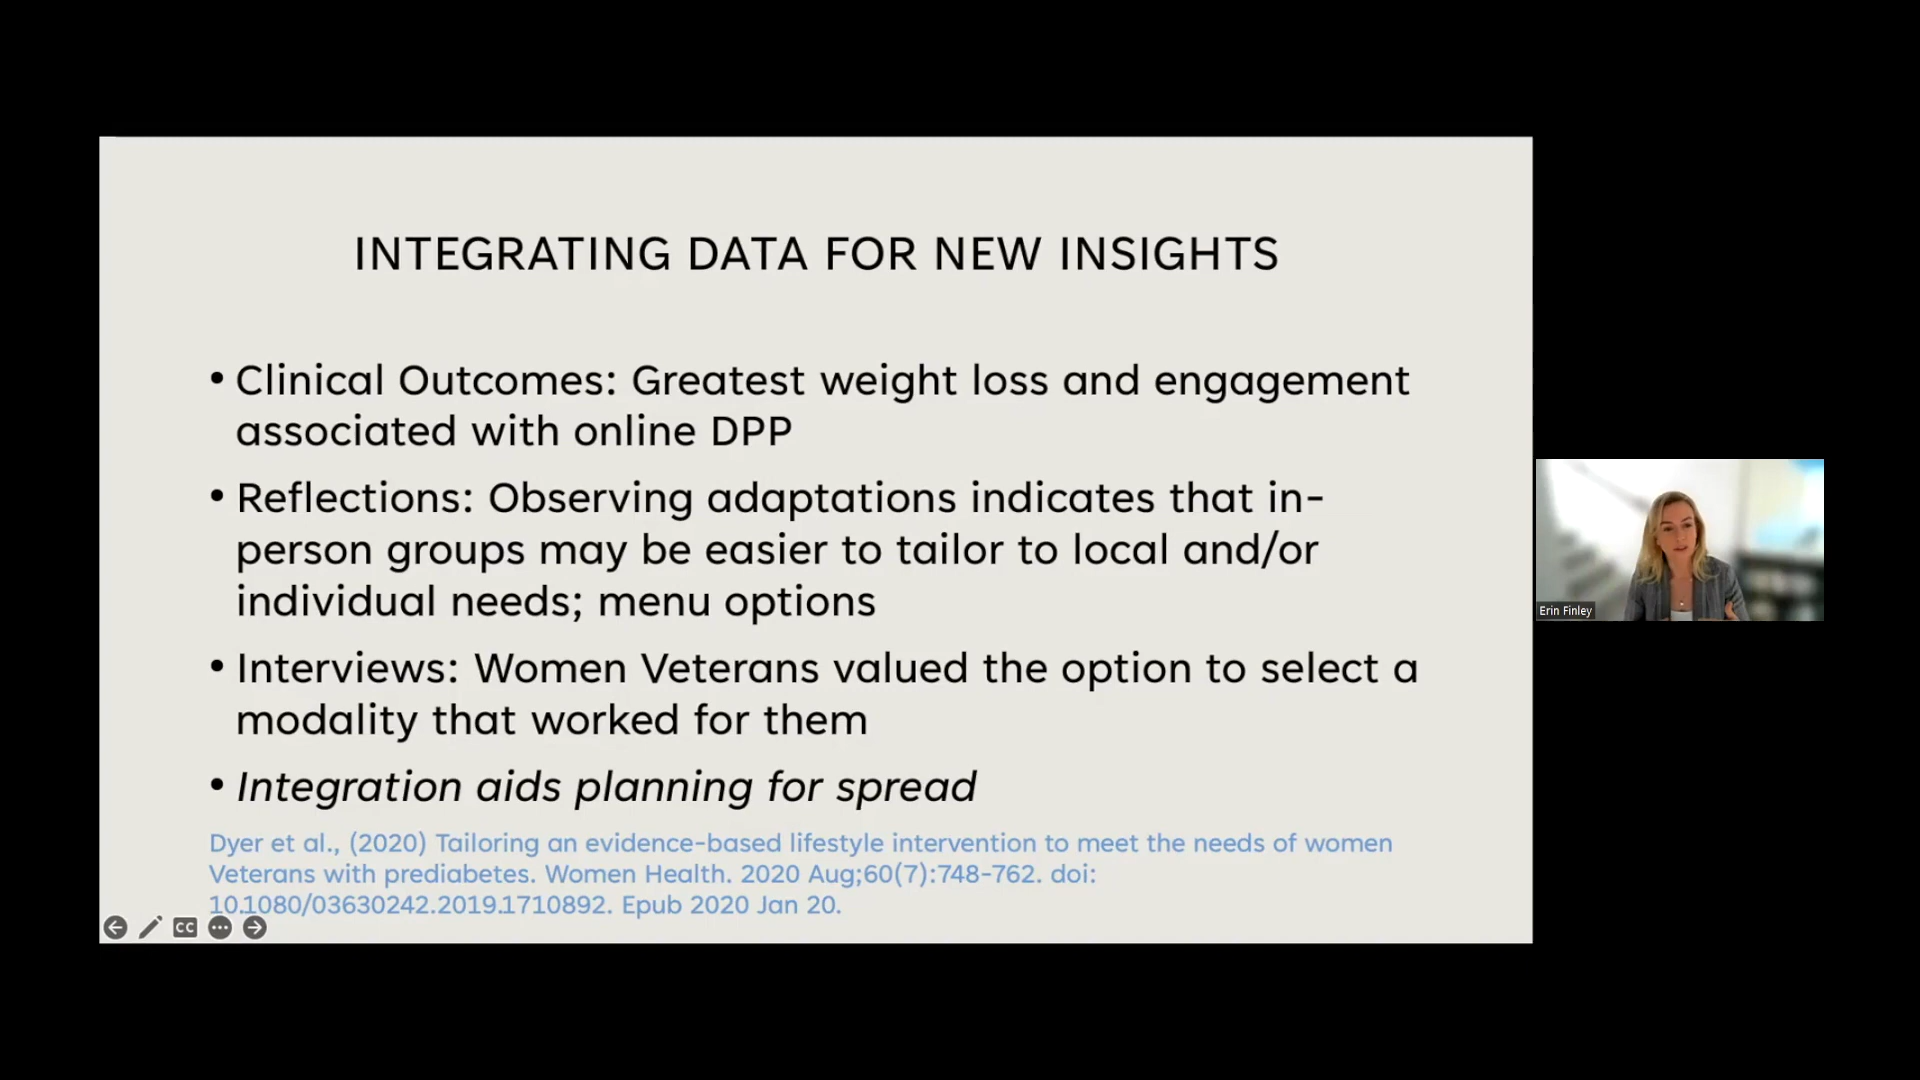 INTEGRATING DATA FOR NEW INSIGHTS
• Clinical Outcomes: Greatest weight loss and engagement
associated with online DPP
• Reflections: Observing adaptations indicates that in-
person groups may be easier to tailor to local and/or
individual needs; menu options
• Interviews: Women Veterans valued the option to select a
modality that worked for them
• Integration aids planning for spread
Dyer et al., (2020) Tailoring an evidence-based lifestyle intervention to meet the needs of women
Veterans with prediabetes. Women Health. 2020 Aug;60(7):748-762. doi:
10.1080/03630242.2019.1710892. Epub 2020 Jan 20.
CC
Erin Finley